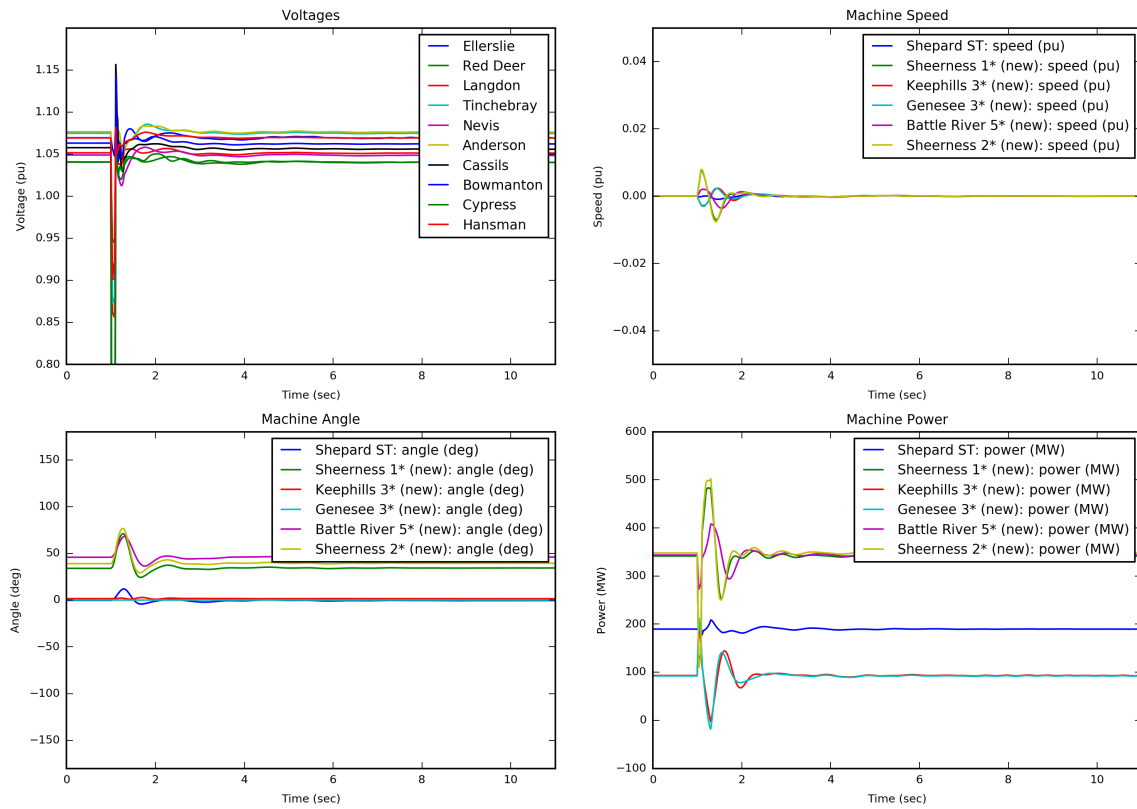 Voltages
1.15
1.10
1.05
1.00
0.95
0.90
0.85
0.80
Voltage (pu)
0
2
4
6
8
10
Time (sec)
Ellerslie
Red Deer
Langdon
Tinchebray
Nevis
Anderson
Cassils
Bowmanton
Cypress
Hansman
Machine Speed
0.04
0.02
0.00
−0.02
−0.04
Speed (pu)
0
2
4
6
8
10
Time (sec)
Shepard ST: speed (pu)
Sheerness 1* (new): speed (pu)
Keephills 3* (new): speed (pu)
Genesee 3* (new): speed (pu)
Battle River 5* (new): speed (pu)
Sheerness 2* (new): speed (pu)
Machine Angle
150
100
50
0
−50
−100
−150
Angle (deg)
0
2
4
6
8
10
Time (sec)
Shepard ST: angle (deg)
Sheerness 1* (new): angle (deg)
Keephills 3* (new): angle (deg)
Genesee 3* (new): angle (deg)
Battle River 5* (new): angle (deg)
Sheerness 2* (new): angle (deg)
Machine Power
600
500
400
300
200
100
0
−100
Power (MW)
0
2
4
6
8
10
Time (sec)
Shepard ST: power (MW)
Sheerness 1* (new): power (MW)
Keephills 3* (new): power (MW)
Genesee 3* (new): power (MW)
Battle River 5* (new): power (MW)
Sheerness 2* (new): power (MW)